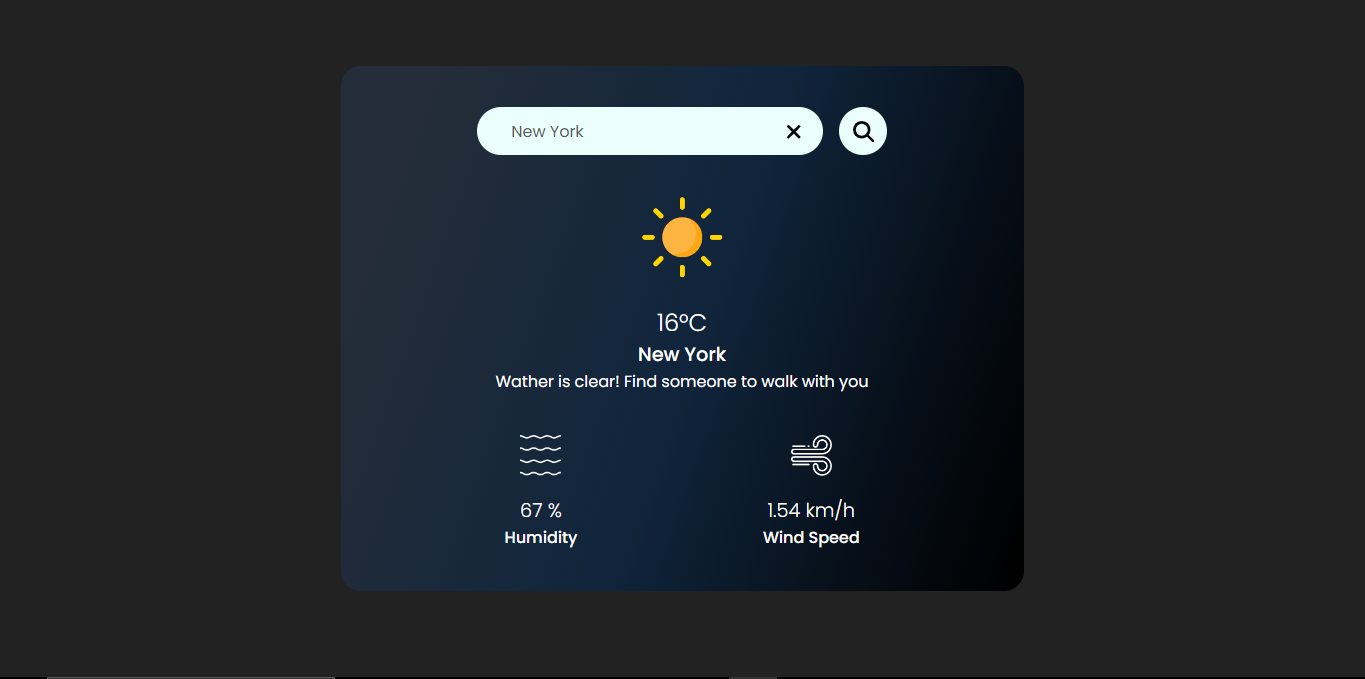 New York
16°C
New York
Wather is clear! Find someone to walk with you
67 %
1.54 km/h
Humidity
Wind Speed